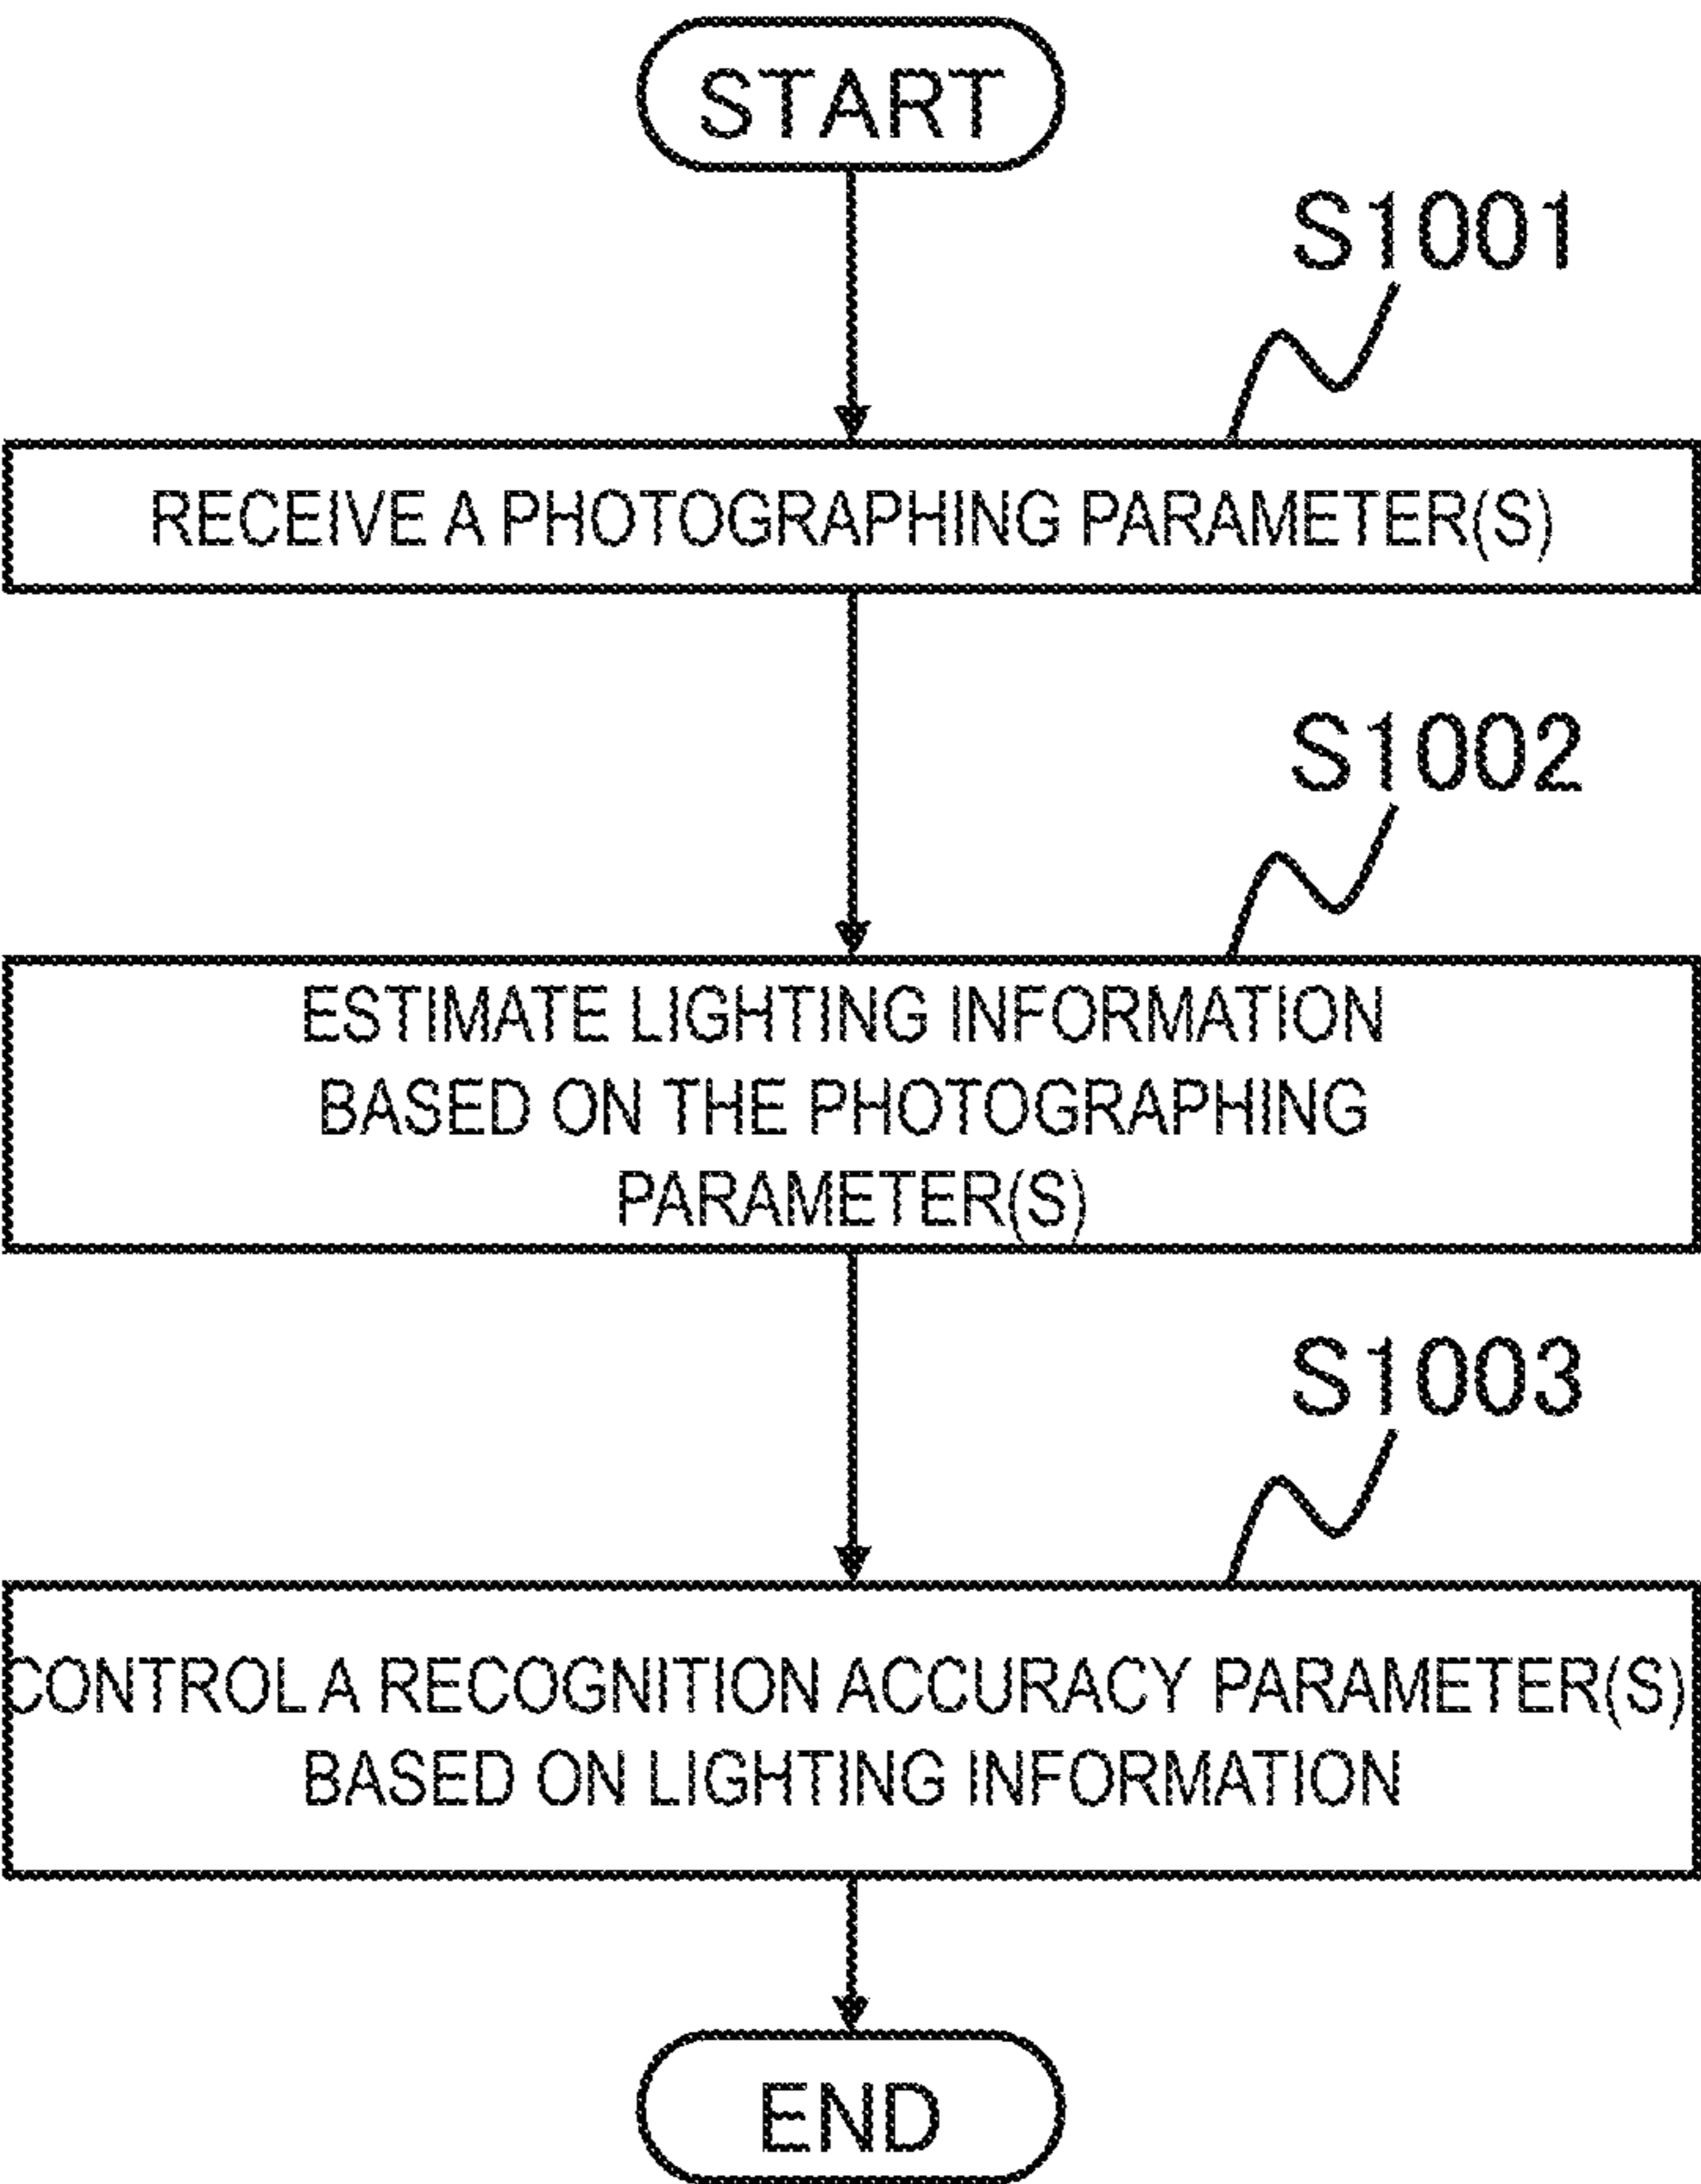 START
S1001
RECEIVE A PHOTOGRAPHING PARAMETER(S)
S1002
ESTIMATE LIGHTING INFORMATION
BASED ON THE PHOTOGRAPHING
PARAMETER(S)
S1003
CONTROL A RECOGNITION ACCURACY PARAMETER(S)
BASED ON LIGHTING INFORMATION
END